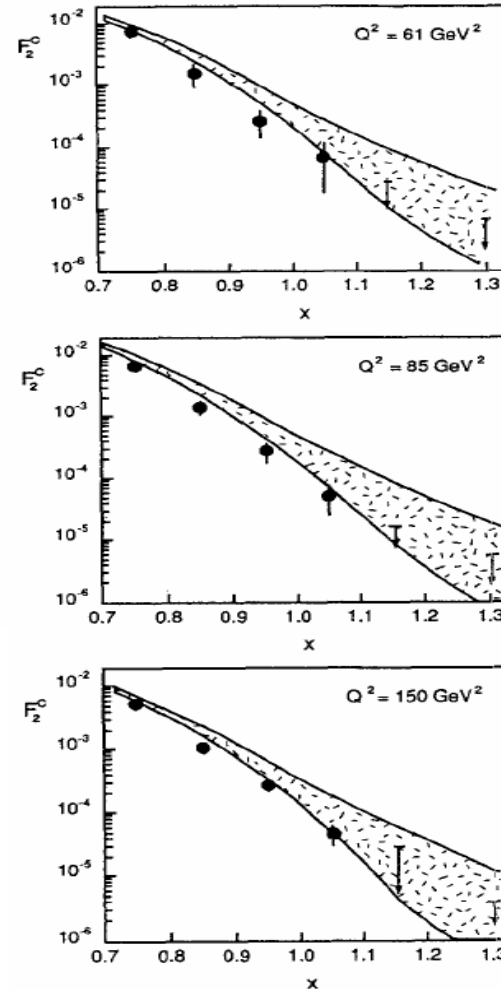 10⁻²
F₂ᶜ
Q² = 61 GeV²
10⁻³
10⁻⁴
10⁻⁵
10⁻⁶
0.7 0.8 0.9 1.0 1.1 1.2 1.3
x
10⁻²
F₂ᶜ
Q² = 85 GeV²
10⁻³
10⁻⁴
10⁻⁵
10⁻⁶
0.7 0.8 0.9 1.0 1.1 1.2 1.3
x
10⁻²
F₂ᶜ
Q² = 150 GeV²
10⁻³
10⁻⁴
10⁻⁵
10⁻⁶
0.7 0.8 0.9 1.0 1.1 1.2 1.3
x